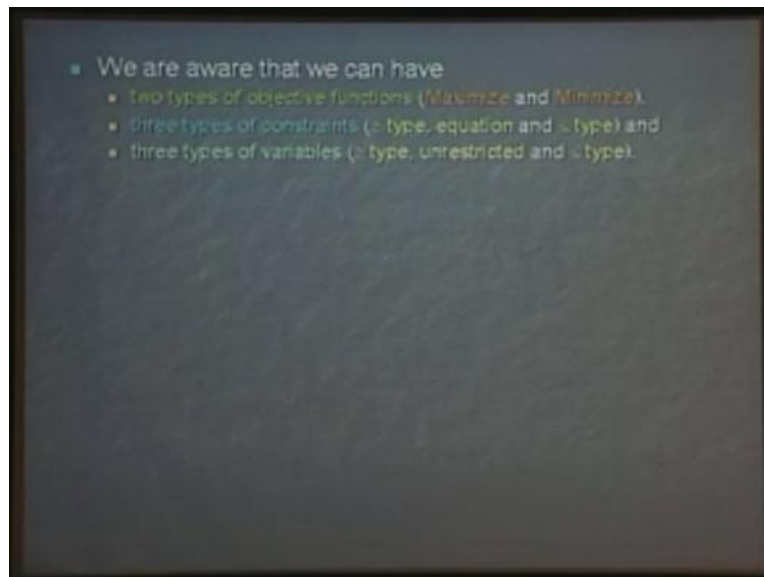 We are aware that we can have
two types of objective functions (Maximize and Minimize),
three types of constraints (≥ type, equation and ≤ type) and
three types of variables (≥ type, unrestricted and ≤ type).